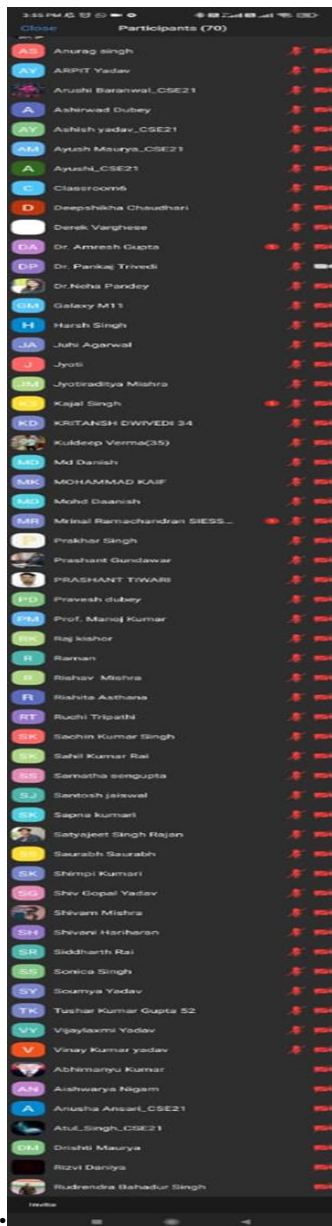 3:55 PM
Close Participants (70)
AS Anurag singh
AY ARPIT Yadav
Arushi Baranwal_CSE21
A Ashirwad Dubey
AY Ashish yadav_CSE21
AM Ayush Maurya_CSE21
A Ayushi_CSE21
C Classroom6
D Deepshikha Chaudhari
Derek Varghese
DA Dr. Amresh Gupta
DP Dr. Pankaj Trivedi
Dr.Neha Pandey
GM Galaxy M11
H Harsh Singh
JA Juhi Agarwal
J Jyoti
JM Jyotiraditya Mishra
KS Kajal Singh
KD KRITANSH DWIVEDI 34
Kuldeep Verma(35)
MD Md Danish
MK MOHAMMAD KAIF
MD Mohd Daanish
MR Mrinal Ramachandran SIESS...
P Prakhar Singh
Prashant Gundawar
PRASHANT TIWARI
PD Pravesh dubey
PM Prof. Manoj Kumar
RK Raj kishor
R Raman
R Rishav Mishra
R Rishita Asthana
RT Ruchi Tripathi
SK Sachin Kumar Singh
SK Sahil Kumar Rai
SS Samatha sengupta
SJ Santosh jaiswal
SK Sapna kumari
Satyajeet Singh Rajan
SS Saurabh Saurabh
SK Shimpi Kumari
SG Shiv Gopal Yadav
Shivam Mishra
SH Shivani Hariharan
SR Siddharth Rai
SS Sonica Singh
SY Soumya Yadav
TK Tushar Kumar Gupta 52
VY Vijaylaxmi Yadav
V Vinay Kumar yadav
Abhimanyu Kumar
AN Aishwarya Nigam
A Anusha Ansari_CSE21
Atul_Singh_CSE21
DM Drishti Maurya
Rizvi Daniya
Rudrendra Bahadur Singh
Invite